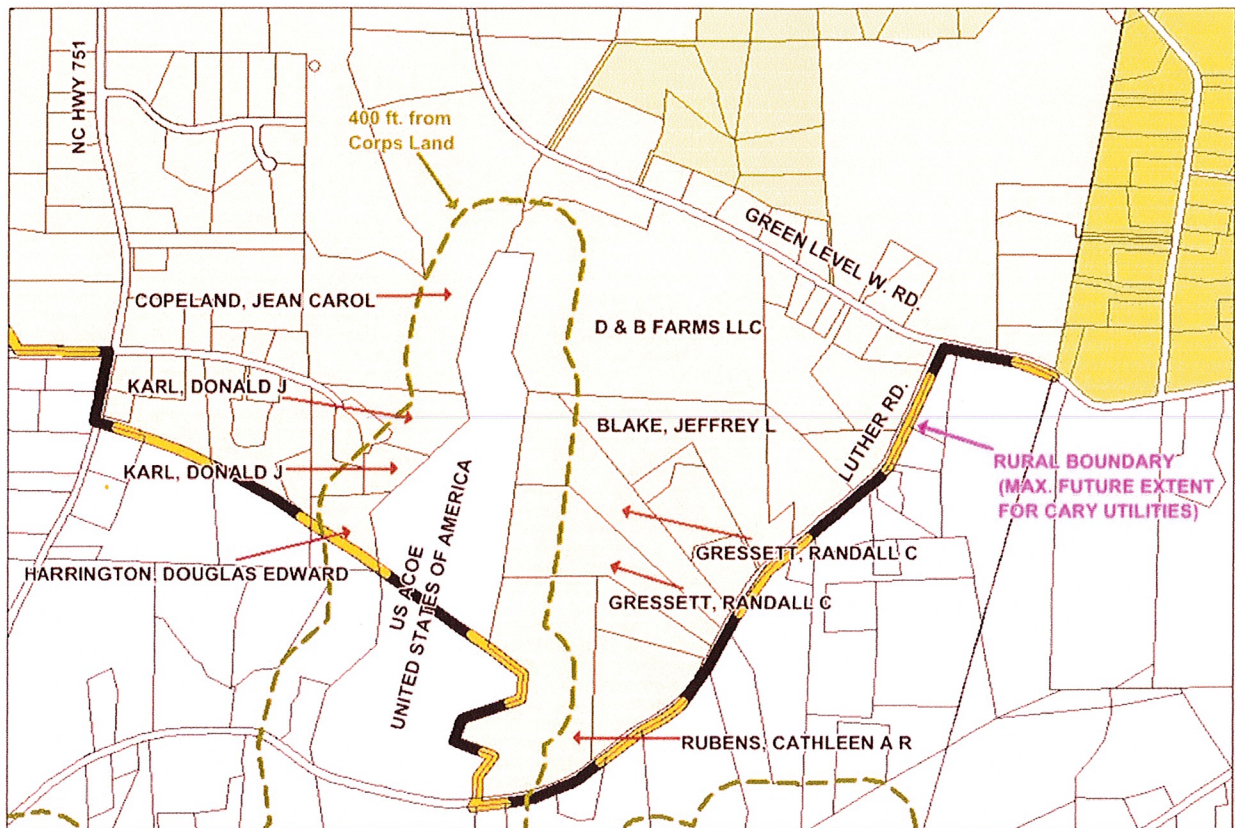 NC HWY 751
400 ft. from
Corps Land
GREEN LEVEL W. RD.
COPELAND, JEAN CAROL
D & B FARMS LLC
KARL, DONALD J
BLAKE, JEFFREY L
LUTHER RD.
KARL, DONALD J
RURAL BOUNDARY
(MAX. FUTURE EXTENT
FOR CARY UTILITIES)
US ACOE
UNITED STATES OF AMERICA
GRESSETT, RANDALL C
HARRINGTON, DOUGLAS EDWARD
GRESSETT, RANDALL C
RUBENS, CATHLEEN A R